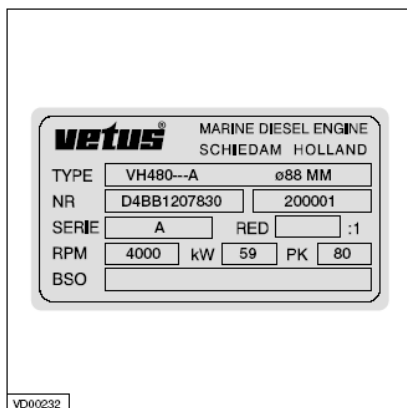 vetus® MARINE DIESEL ENGINE
SCHIEDAM HOLLAND
TYPE VH480---A ø88 MM
NR D4BB1207830 200001
SERIE A RED :1
RPM 4000 kW 59 PK 80
BSO
VD00232